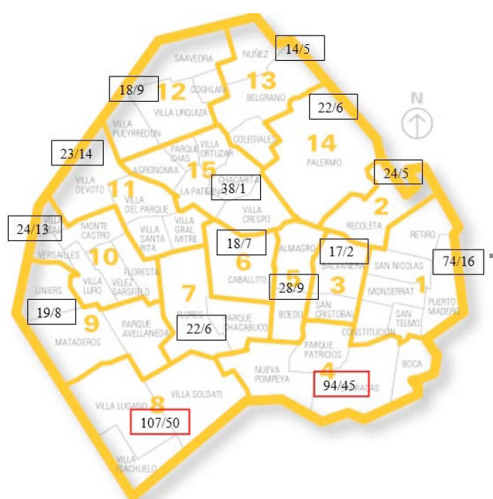 SAAVEDRA
NUÑEZ
14/5
13
18/9
12
COGHLAN
BELGRANO
VILLA URQUIZA
22/6
VILLA
PUEYRREDON
COLEGIALES
14
PARQUE
CHAS
VILLA
ORTUZAR
PALERMO
N
23/14
15
AGRONOMIA
CHACARITA
24/5
VILLA
DEVOTO
11
LA PATERNAL
38/1
2
VILLA
DEL PARQUE
VILLA
CRESPO
RECOLETA
24/13
MONTE
CASTRO
VILLA
SANTA
RITA
VILLA
GRAL
MITRE
18/7
ALMAGRO
17/2
RETIRO
VERSALLES
10
6
BALVANERA
SAN NICOLAS
74/16
FLORESTA
CABALLITO
5
28/9
3
MONSERRAT
1
LINIERS
VILLA
LURO
VELEZ
SARSFIELD
7
SAN
CRISTOBAL
PUERTO
MADERO
19/8
9
FLORES
BOEDO
SAN
TELMO
PARQUE
AVELLANEDA
22/6
PARQUE
CHACABUCO
CONSTITUCION
MATADEROS
PARQUE
PATRICIOS
NUEVA
POMPEYA
4
BOCA
VILLA SOLDATI
94/45
VILLA LUGANO
8
107/50
VILLA
RIACHUELO